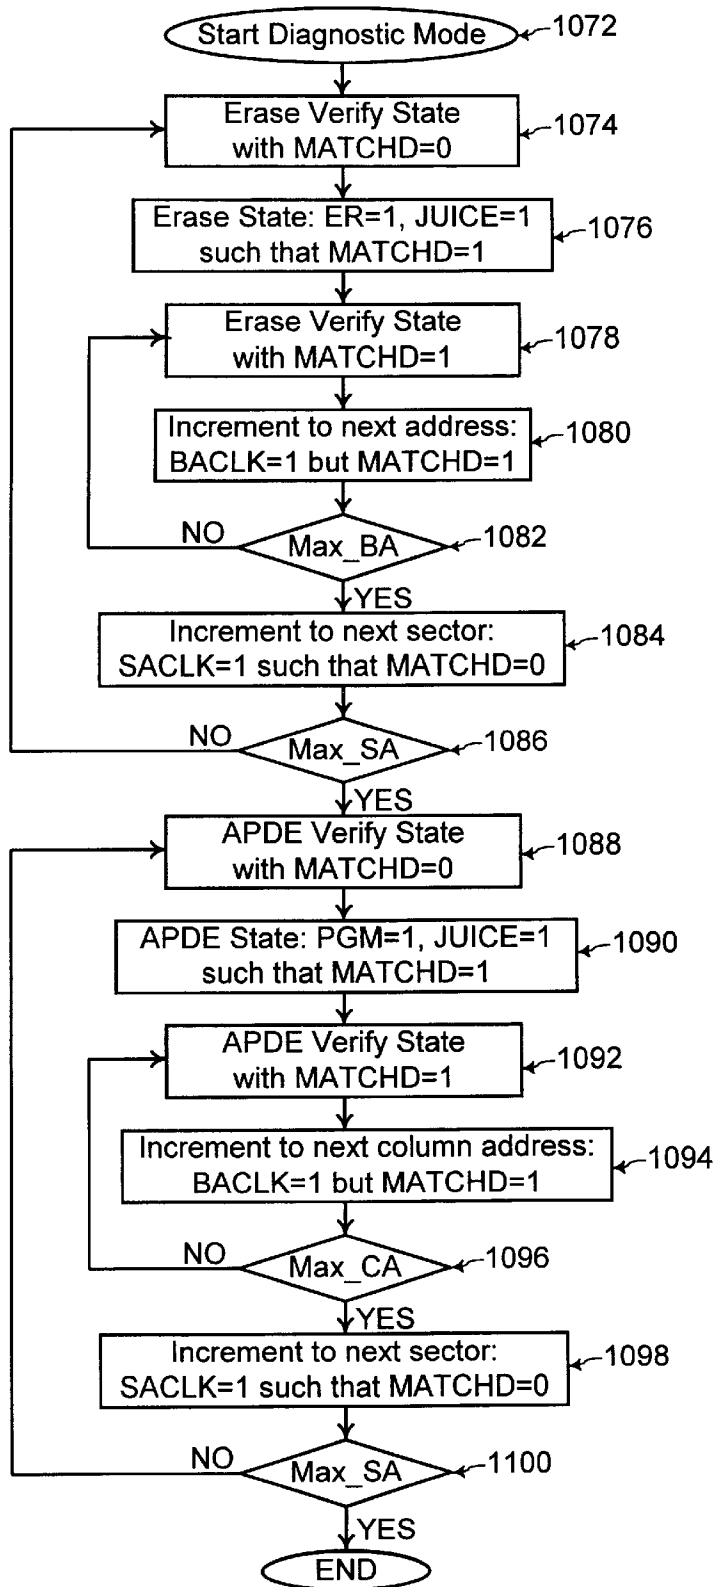 Start Diagnostic Mode
1072
Erase Verify State
with MATCHD=0
1074
Erase State: ER=1, JUICE=1
such that MATCHD=1
1076
Erase Verify State
with MATCHD=1
1078
Increment to next address:
BACLK=1 but MATCHD=1
1080
NO
Max_BA
1082
YES
Increment to next sector:
SACLK=1 such that MATCHD=0
1084
NO
Max_SA
1086
YES
APDE Verify State
with MATCHD=0
1088
APDE State: PGM=1, JUICE=1
such that MATCHD=1
1090
APDE Verify State
with MATCHD=1
1092
Increment to next column address:
BACLK=1 but MATCHD=1
1094
NO
Max_CA
1096
YES
Increment to next sector:
SACLK=1 such that MATCHD=0
1098
NO
Max_SA
1100
YES
END